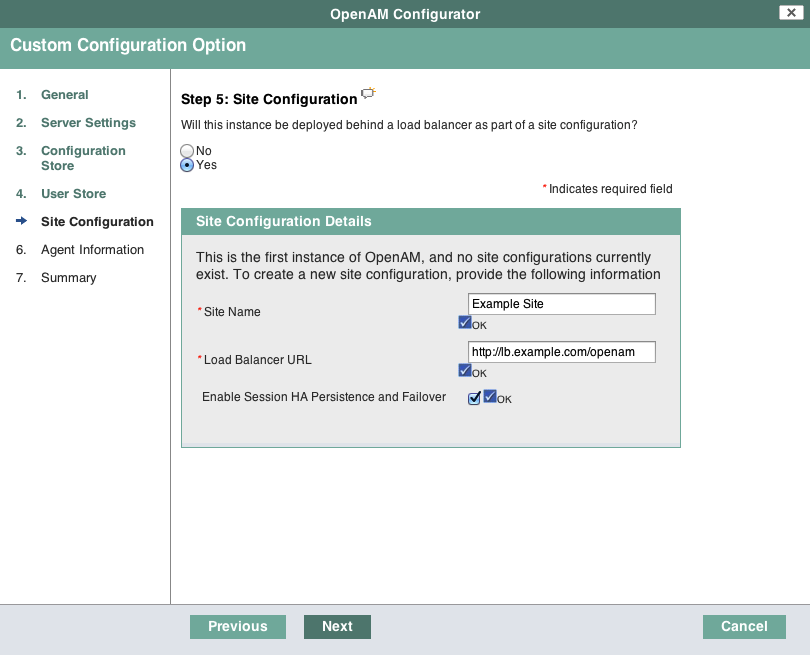 OpenAM Configurator
Custom Configuration Option
1. General
2. Server Settings
3. Configuration
Store
4. User Store
Site Configuration
6. Agent Information
7. Summary
Step 5: Site Configuration
Will this instance be deployed behind a load balancer as part of a site configuration?
No
Yes
* Indicates required field
Site Configuration Details
This is the first instance of OpenAM, and no site configurations currently
exist. To create a new site configuration, provide the following information
* Site Name
Example Site
OK
* Load Balancer URL
http://lb.example.com/openam
OK
Enable Session HA Persistence and Failover
OK
Previous
Next
Cancel